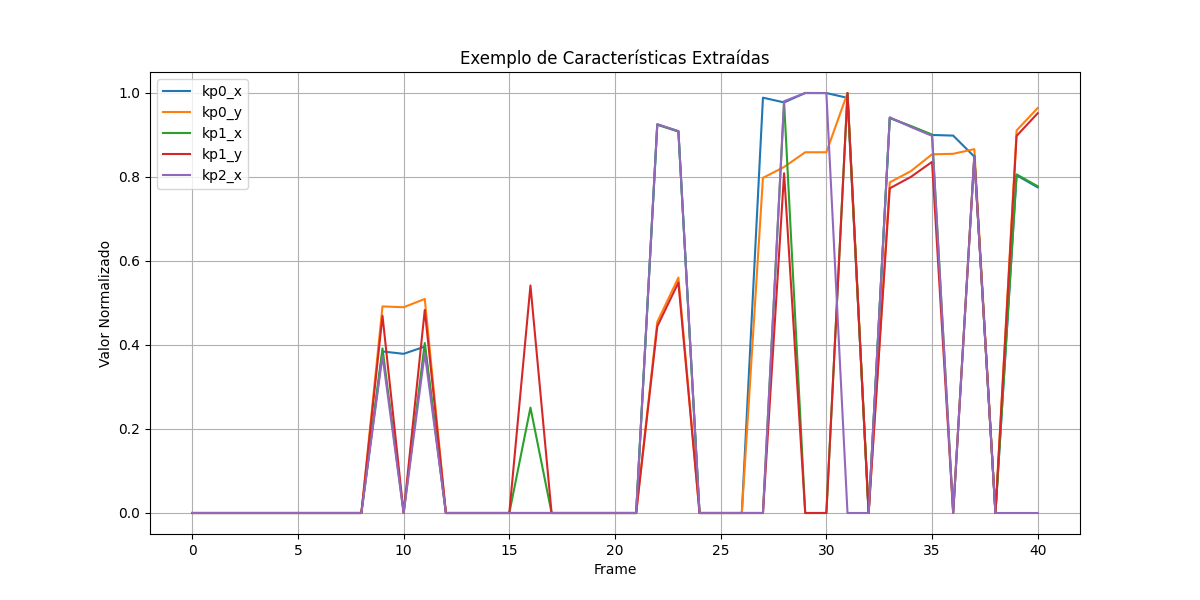 Exemplo de Características Extraídas
kp0_x
kp0_y
kp1_x
kp1_y
kp2_x
Valor Normalizado
1.0
0.8
0.6
0.4
0.2
0.0
0 5 10 15 20 25 30 35 40
Frame